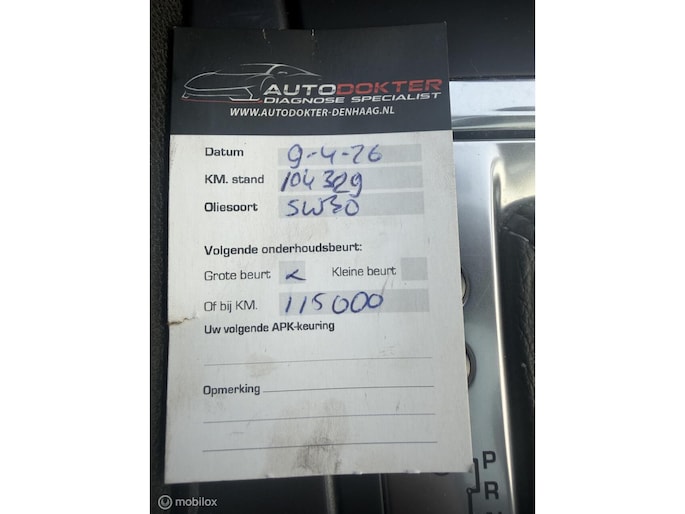 AUTODOKTER
DIAGNOSE SPECIALIST
WWW.AUTODOKTER-DENHAAG.NL
Datum 9-4-26
KM. stand 104329
Oliesoort 5W30
Volgende onderhoudsbeurt:
Grote beurt x Kleine beurt
Of bij KM. 115000
Uw volgende APK-keuring
Opmerking
P
R
N
mobilox